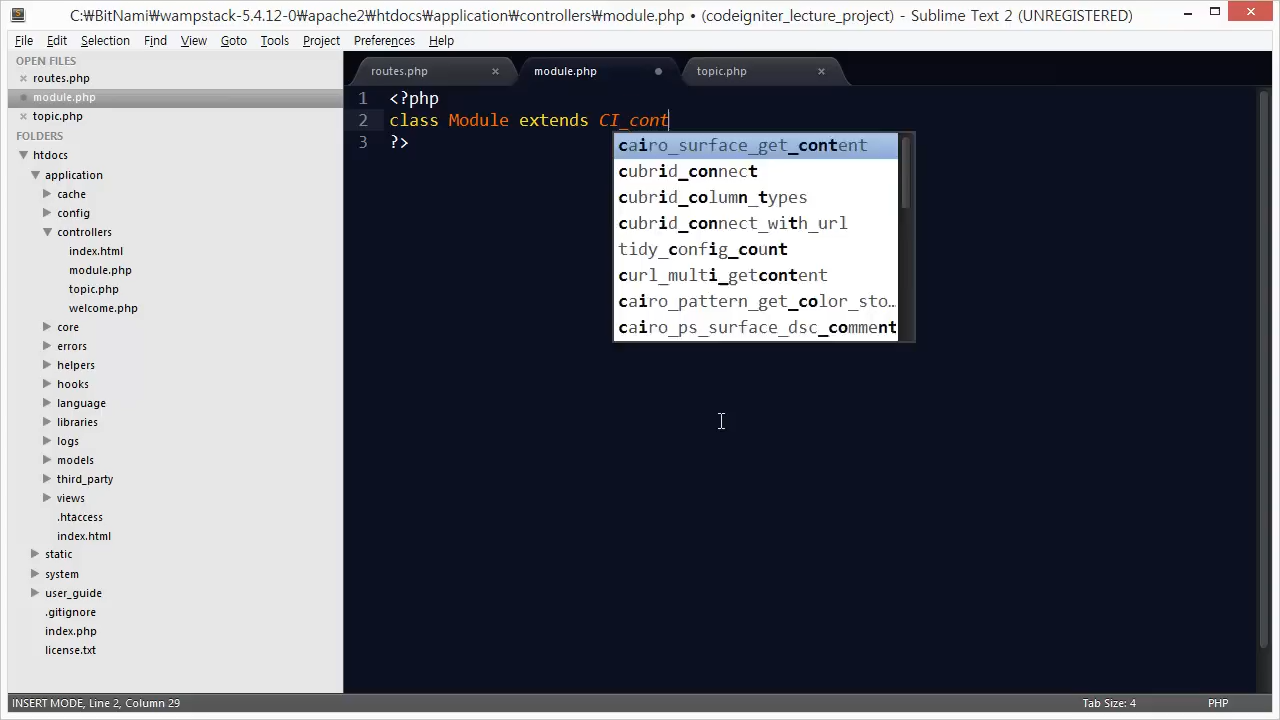 C:₩BitNami₩wampstack-5.4.12-0₩apache2₩htdocs₩application₩controllers₩module.php • (codeigniter_lecture_project) - Sublime Text 2 (UNREGISTERED)
File Edit Selection Find View Goto Tools Project Preferences Help
OPEN FILES
routes.php
module.php
topic.php
FOLDERS
htdocs
application
cache
config
controllers
index.html
module.php
topic.php
welcome.php
core
errors
helpers
hooks
language
libraries
logs
models
third_party
views
.htaccess
index.html
static
system
user_guide
.gitignore
index.php
license.txt
routes.php module.php topic.php
1 <?php
2 class Module extends CI_cont
3 ?>
cairo_surface_get_content
cubrid_connect
cubrid_column_types
cubrid_connect_with_url
tidy_config_count
curl_multi_getcontent
cairo_pattern_get_color_sto…
cairo_ps_surface_dsc_comment
INSERT MODE, Line 2, Column 29 Tab Size: 4 PHP